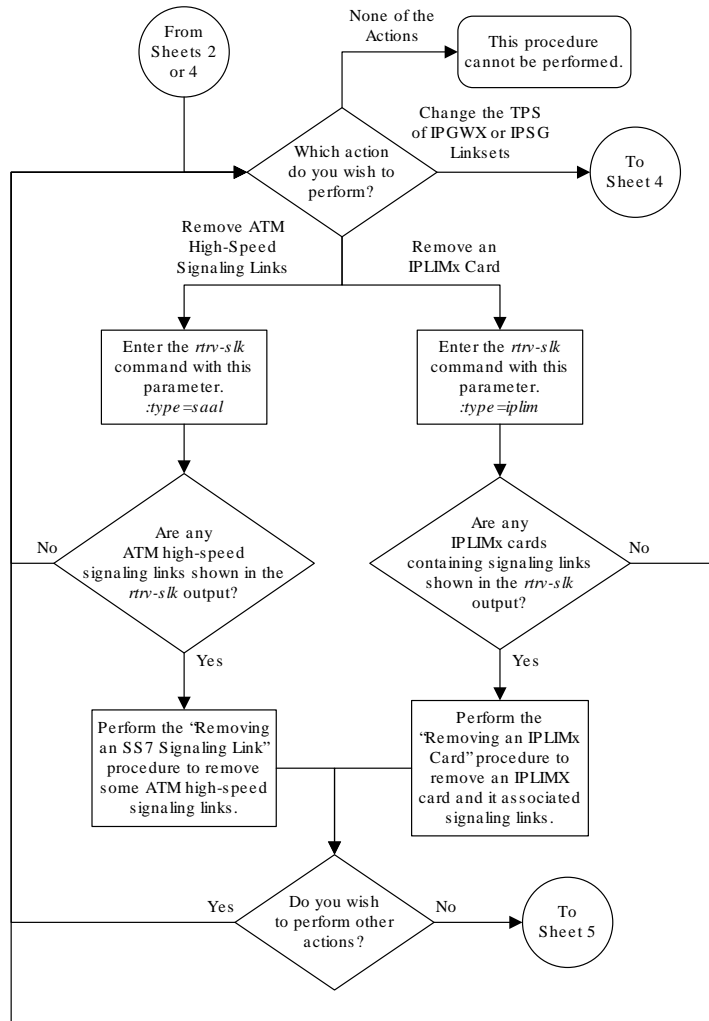 None of the
Actions
From
Sheets 2
or 4
This procedure
cannot be performed.
Change the TPS
of IPGWX or IPSG
Linksets
Which action
do you wish to
perform?
To
Sheet 4
Remove ATM
High-Speed
Signaling Links
Remove an
IPLIMx Card
Enter the rtrv-slk
command with this
parameter.
:type=saal
Enter the rtrv-slk
command with this
parameter.
:type=iplim
No
Are any
ATM high-speed
signaling links shown in the
rtrv-slk output?
Are any
IPLIMx cards
containing signaling links
shown in the rtrv-slk
output?
No
Yes
Yes
Perform the “Removing
an SS7 Signaling Link”
procedure to remove
some ATM high-speed
signaling links.
Perform the
“Removing an IPLIMx
Card” procedure to
remove an IPLIMX
card and it associated
signaling links.
Yes
Do you wish
to perform other
actions?
No
To
Sheet 5